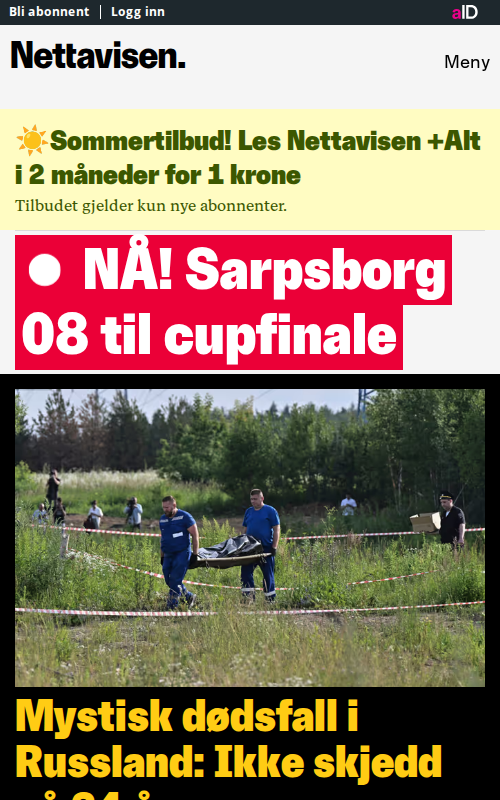 Bli abonnent
Logg inn
aID
Nettavisen.
Meny
Sommertilbud! Les Nettavisen +Alt
i 2 måneder for 1 krone
Tilbudet gjelder kun nye abonnenter.
NÅ! Sarpsborg
08 til cupfinale
Mystisk dødsfall i
Russland: Ikke skjedd